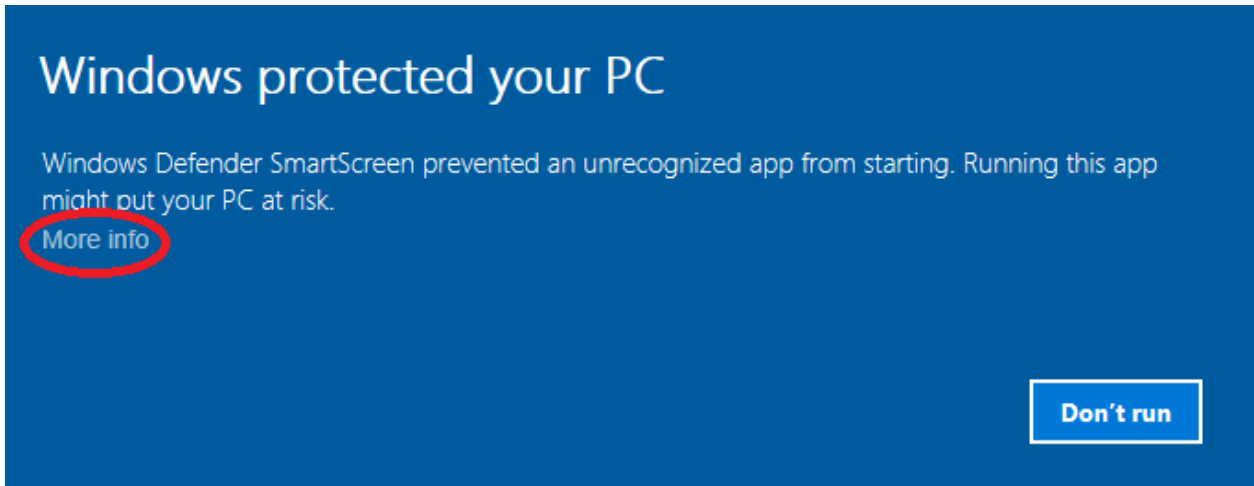 Windows protected your PC
Windows Defender SmartScreen prevented an unrecognized app from starting. Running this app
might put your PC at risk.
More info
Don't run